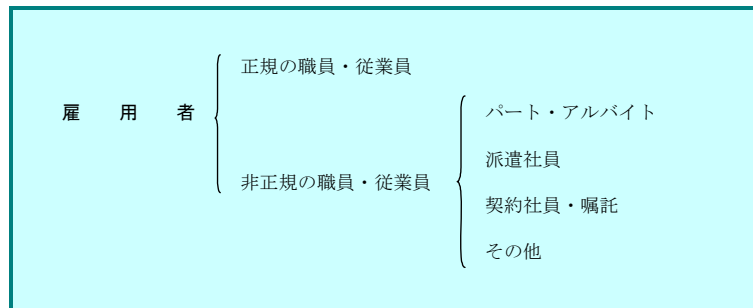 正規の職員・従業員
雇用者
パート・アルバイト
派遣社員
非正規の職員・従業員
契約社員・嘱託
その他